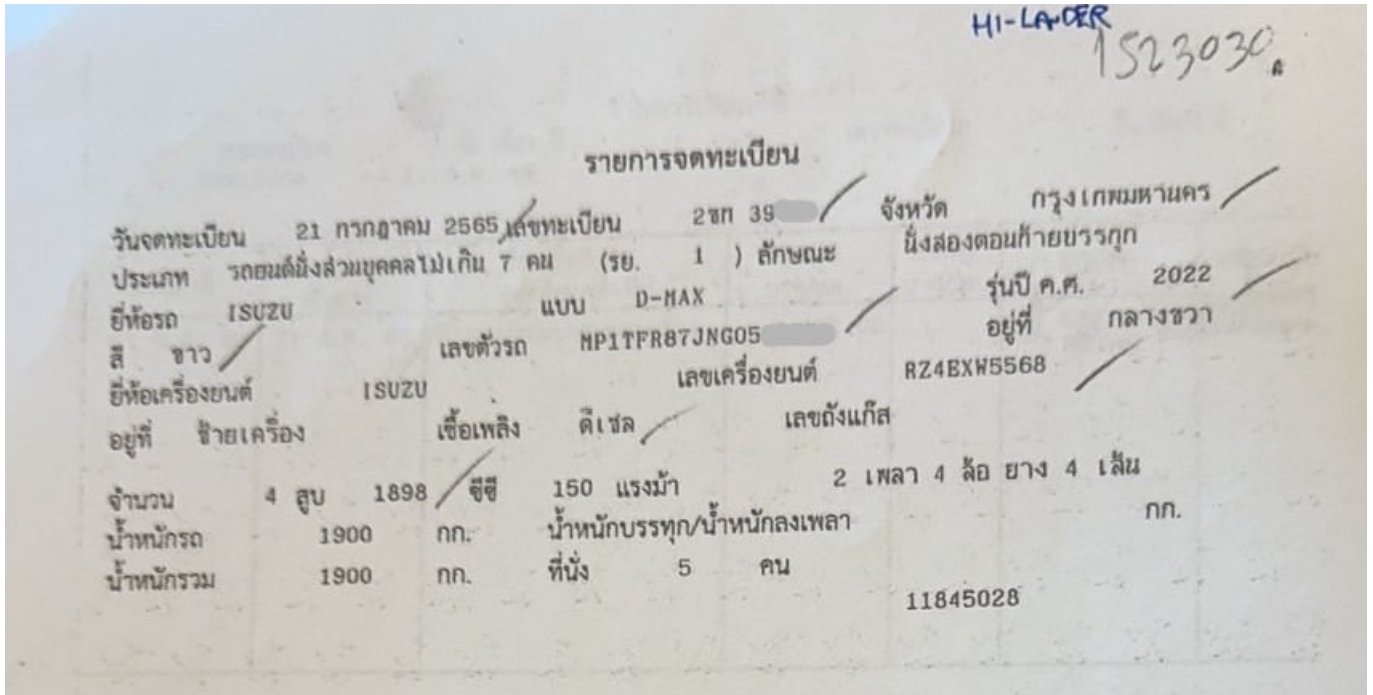 HI-LANDER
1523030
รายการจดทะเบียน
วันจดทะเบียน 21 กรกฎาคม 2565 เลขทะเบียน 2ขก 39 จังหวัด กรุงเทพมหานคร
ประเภท รถยนต์นั่งส่วนบุคคลไม่เกิน 7 คน (รย. 1 ) ลักษณะ นั่งสองตอนท้ายบรรทุก
ยี่ห้อรถ ISUZU แบบ D-MAX รุ่นปี ค.ศ. 2022
สี ขาว เลขตัวรถ MP1TFR87JNG05 อยู่ที่ กลางขวา
ยี่ห้อเครื่องยนต์ ISUZU เลขเครื่องยนต์ RZ4EXW5568
อยู่ที่ ซ้ายเครื่อง เชื้อเพลิง ดีเซล เลขถังแก๊ส
จำนวน 4 สูบ 1898 ซีซี 150 แรงม้า 2 เพลา 4 ล้อ ยาง 4 เส้น
น้ำหนักรถ 1900 กก. น้ำหนักบรรทุก/น้ำหนักลงเพลา กก.
น้ำหนักรวม 1900 กก. ที่นั่ง 5 คน
11845028